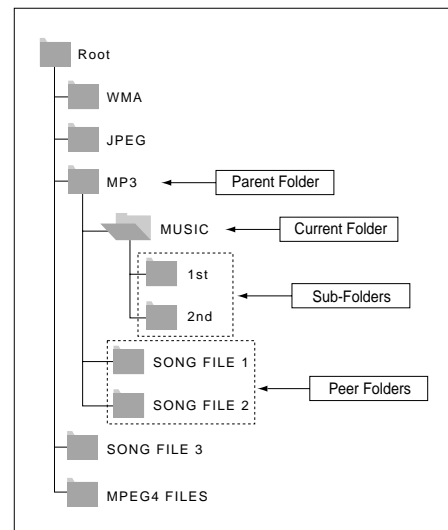 Root
WMA
JPEG
MP3
Parent Folder
MUSIC
Current Folder
1st
Sub-Folders
2nd
SONG FILE 1
Peer Folders
SONG FILE 2
SONG FILE 3
MPEG4 FILES